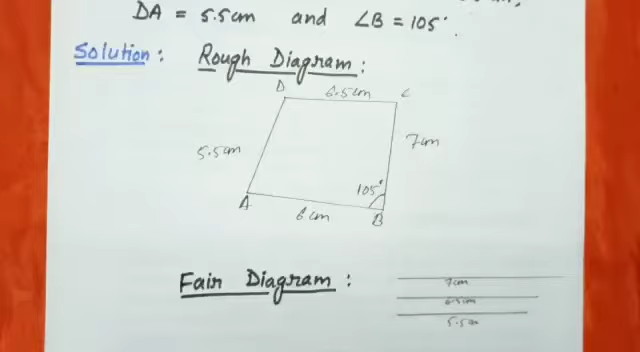 DA = 5.5cm and ∠B = 105°.
Solution : Rough Diagram :
D 6.5cm C
5.5cm 7cm
105°
A 6cm B
Fair Diagram :
7cm
6.5cm
5.5cm